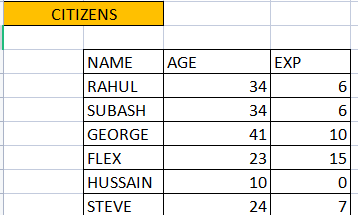 CITIZENS
NAME AGE EXP
RAHUL 34 6
SUBASH 34 6
GEORGE 41 10
FLEX 23 15
HUSSAIN 10 0
STEVE 24 7